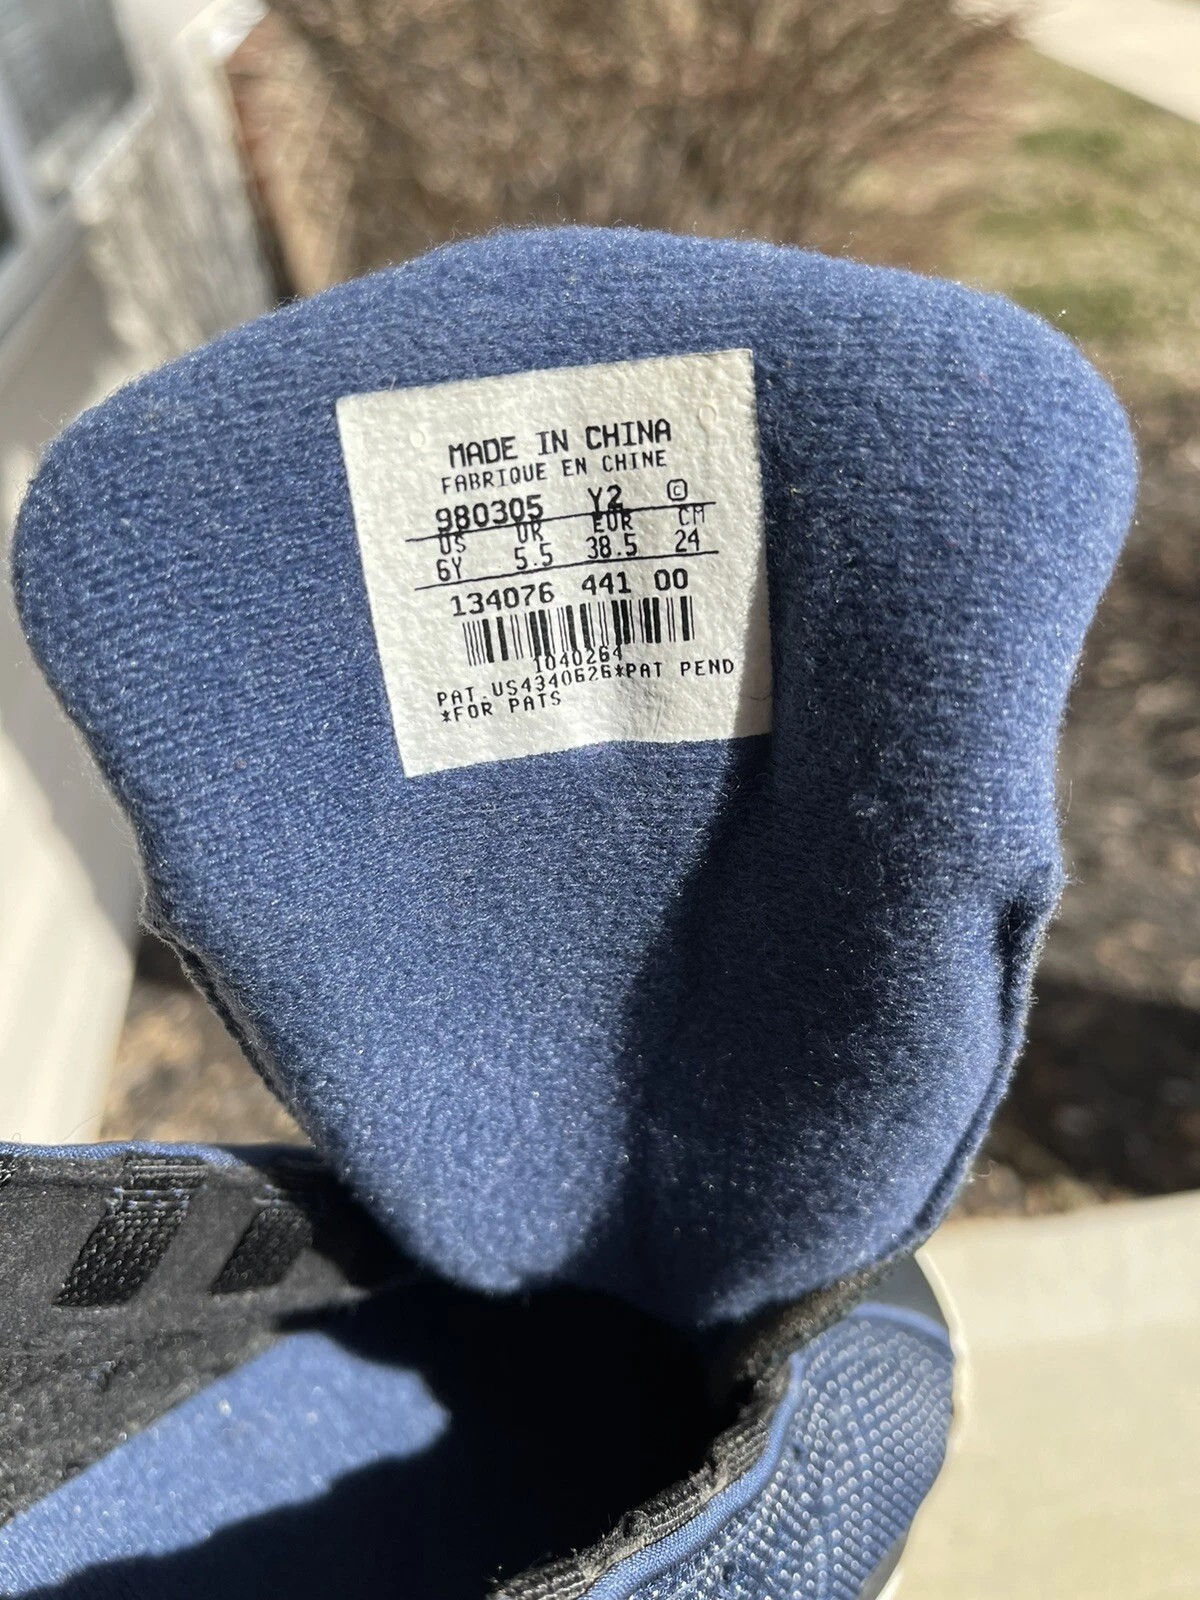 MADE IN CHINA
FABRIQUE EN CHINE
980305 Y2 ©
US UK EUR CM
6Y 5.5 38.5 24
134076 441 00
1040264
PAT.US4340626*PAT PEND
*FOR PATS